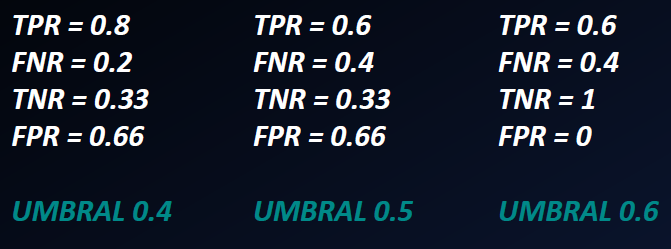 TPR = 0.8
FNR = 0.2
TNR = 0.33
FPR = 0.66
UMBRAL 0.4
TPR = 0.6
FNR = 0.4
TNR = 0.33
FPR = 0.66
UMBRAL 0.5
TPR = 0.6
FNR = 0.4
TNR = 1
FPR = 0
UMBRAL 0.6